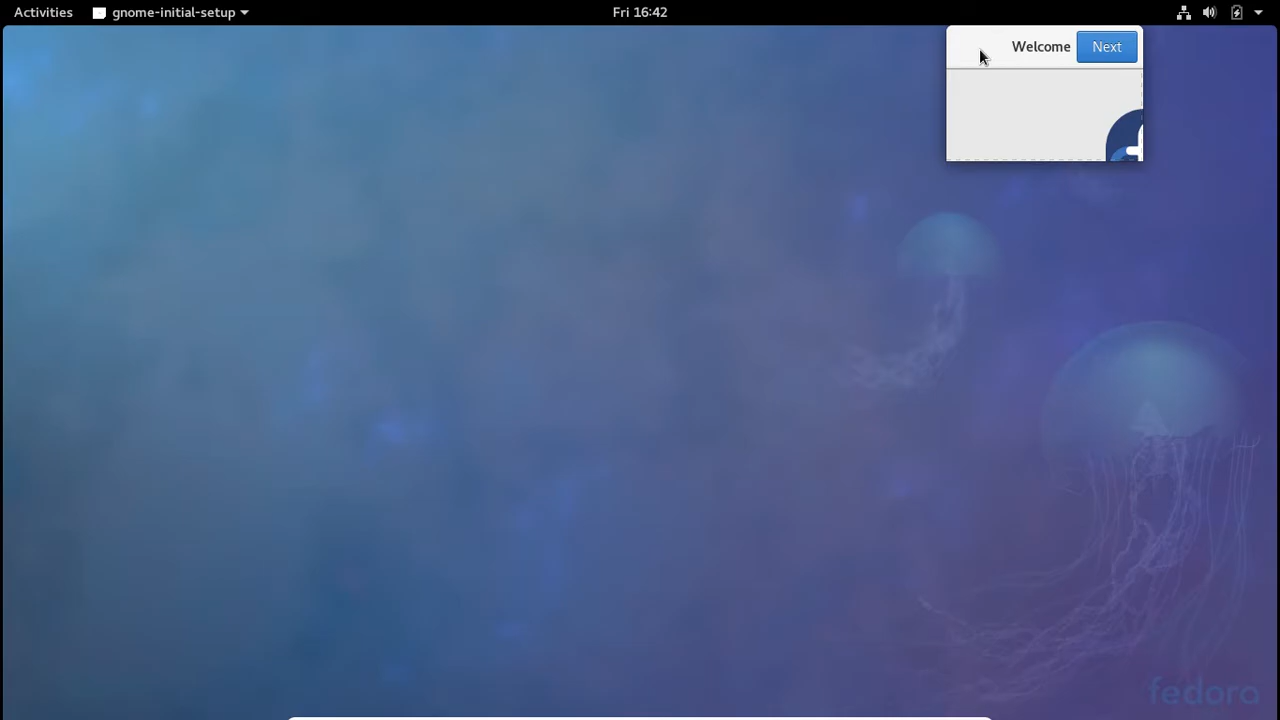 Activities
gnome-initial-setup
Fri 16:42
Welcome
Next
fedora